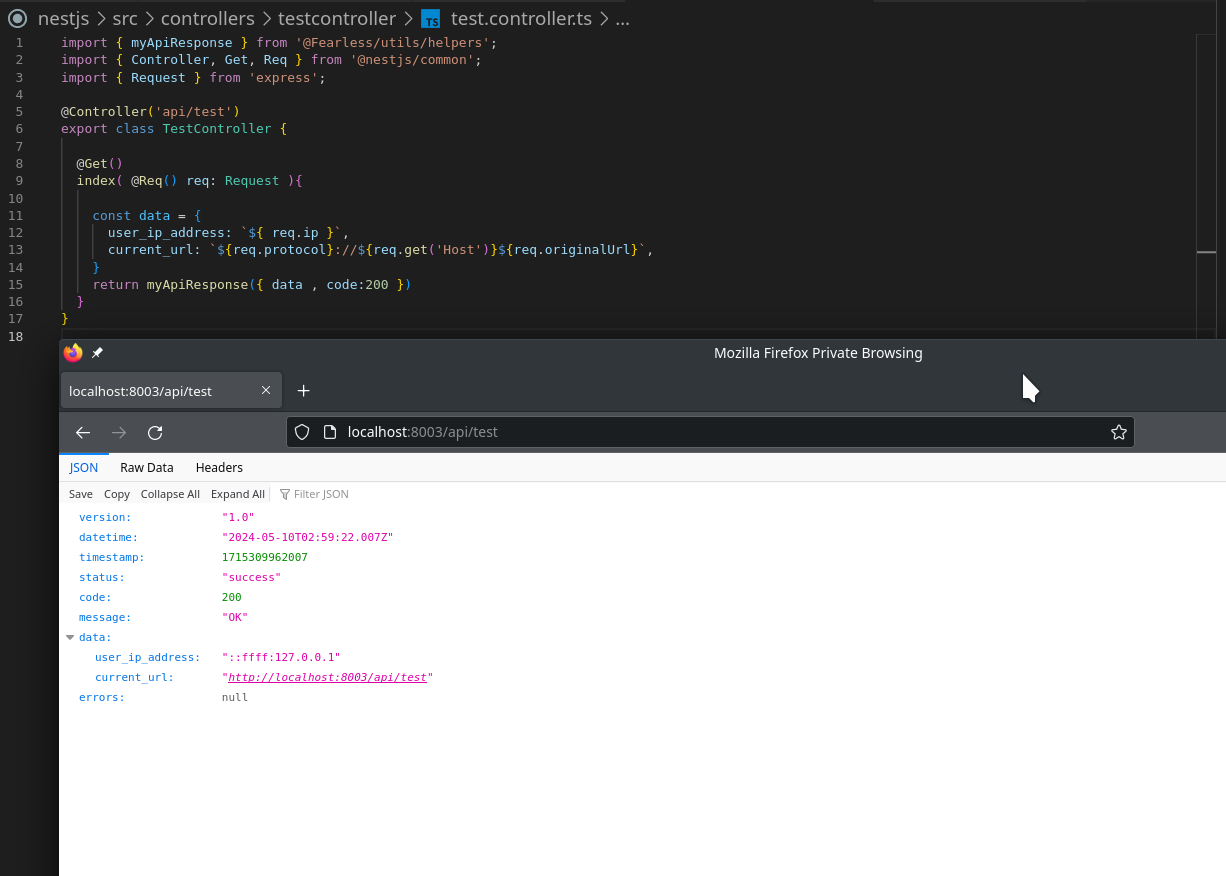 nestjs > src > controllers > testcontroller > TS test.controller.ts > ...
1 import { myApiResponse } from '@Fearless/utils/helpers';
2 import { Controller, Get, Req } from '@nestjs/common';
3 import { Request } from 'express';
4
5 @Controller('api/test')
6 export class TestController {
7
8 @Get()
9 index( @Req() req: Request ){
10
11 const data = {
12 user_ip_address: `${ req.ip }`,
13 current_url: `${req.protocol}://${req.get('Host')}${req.originalUrl}`,
14 }
15 return myApiResponse({ data , code:200 })
16 }
17 }
18
Mozilla Firefox Private Browsing
localhost:8003/api/test
localhost:8003/api/test
JSON Raw Data Headers
Save Copy Collapse All Expand All Filter JSON
version: "1.0"
datetime: "2024-05-10T02:59:22.007Z"
timestamp: 1715309962007
status: "success"
code: 200
message: "OK"
data:
user_ip_address: "::ffff:127.0.0.1"
current_url: "http://localhost:8003/api/test"
errors: null